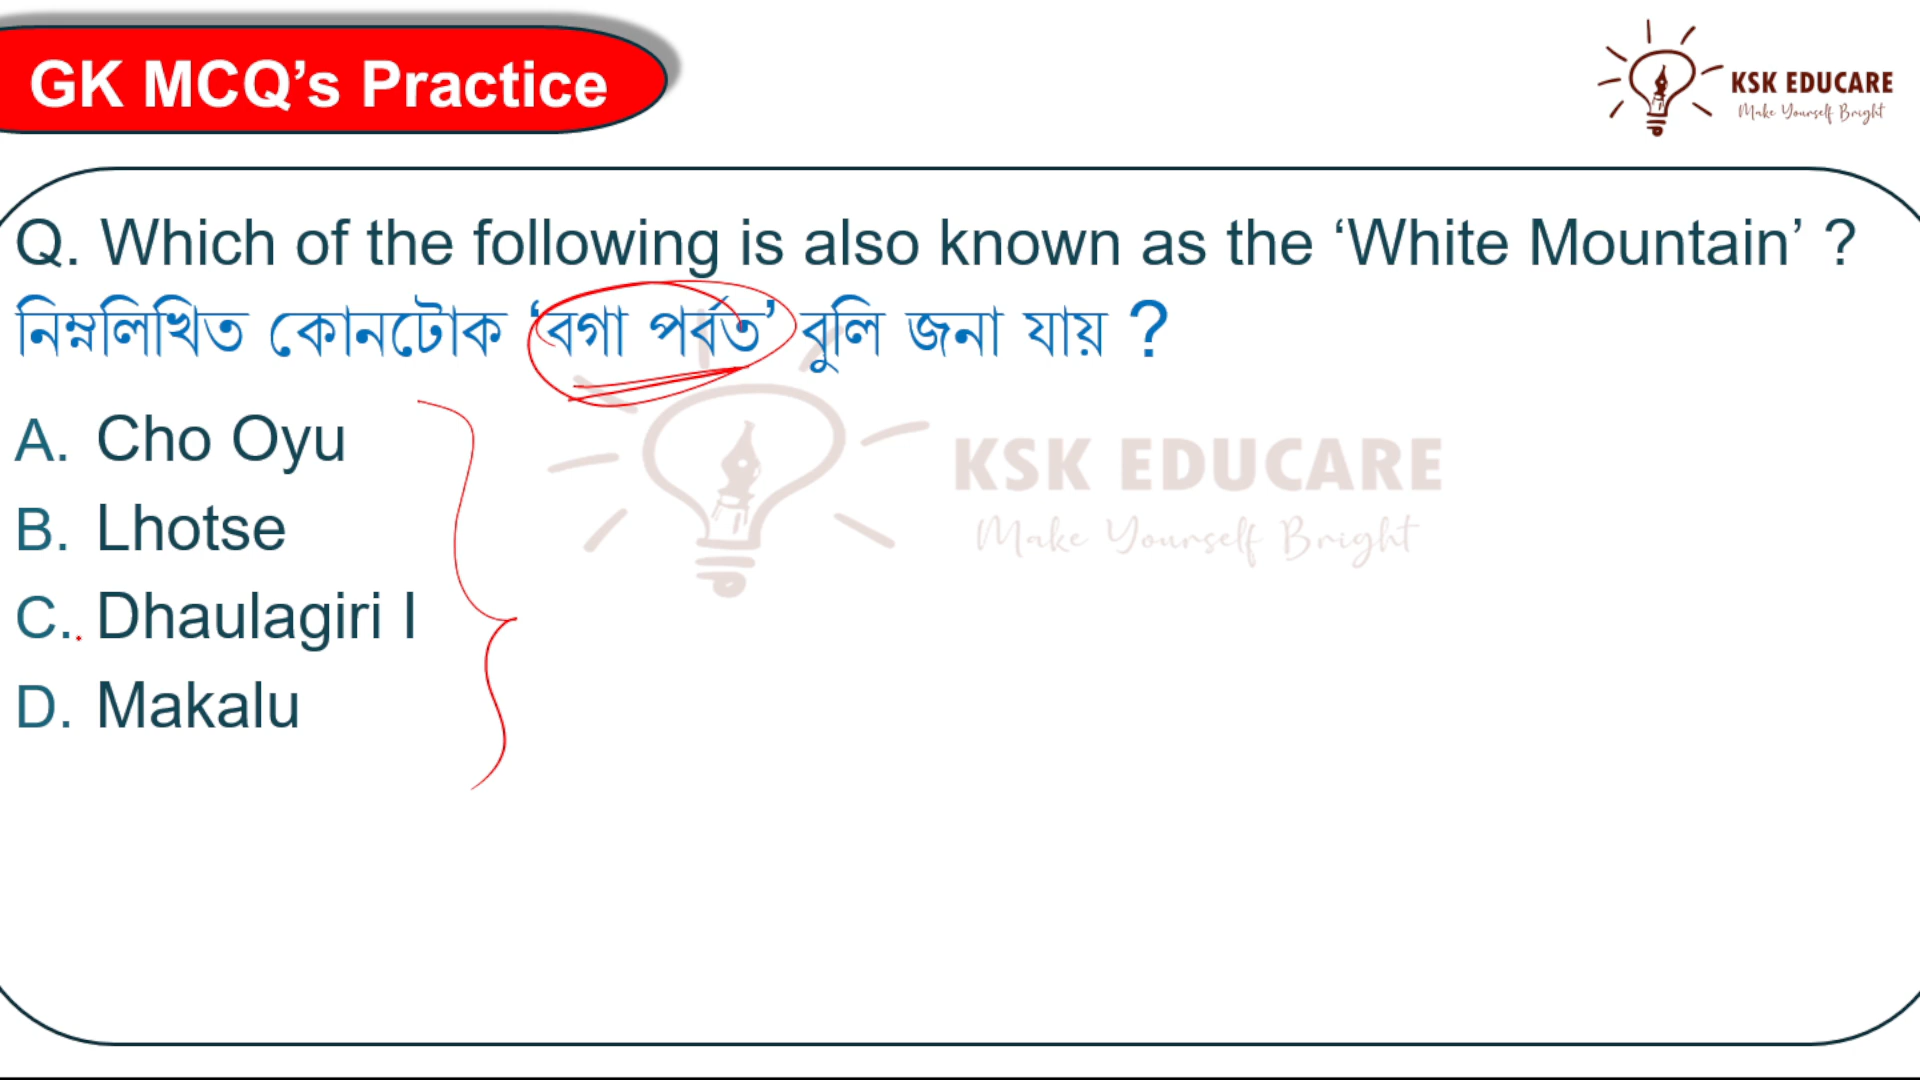 GK MCQ’s Practice
KSK EDUCARE
Make Yourself Bright
Q. Which of the following is also known as the ‘White Mountain’ ?
নিম্নলিখিত কোনটোক ‘বগা পৰ্বত’ বুলি জনা যায় ?
A. Cho Oyu
B. Lhotse
C. Dhaulagiri I
D. Makalu
KSK EDUCARE
Make Yourself Bright